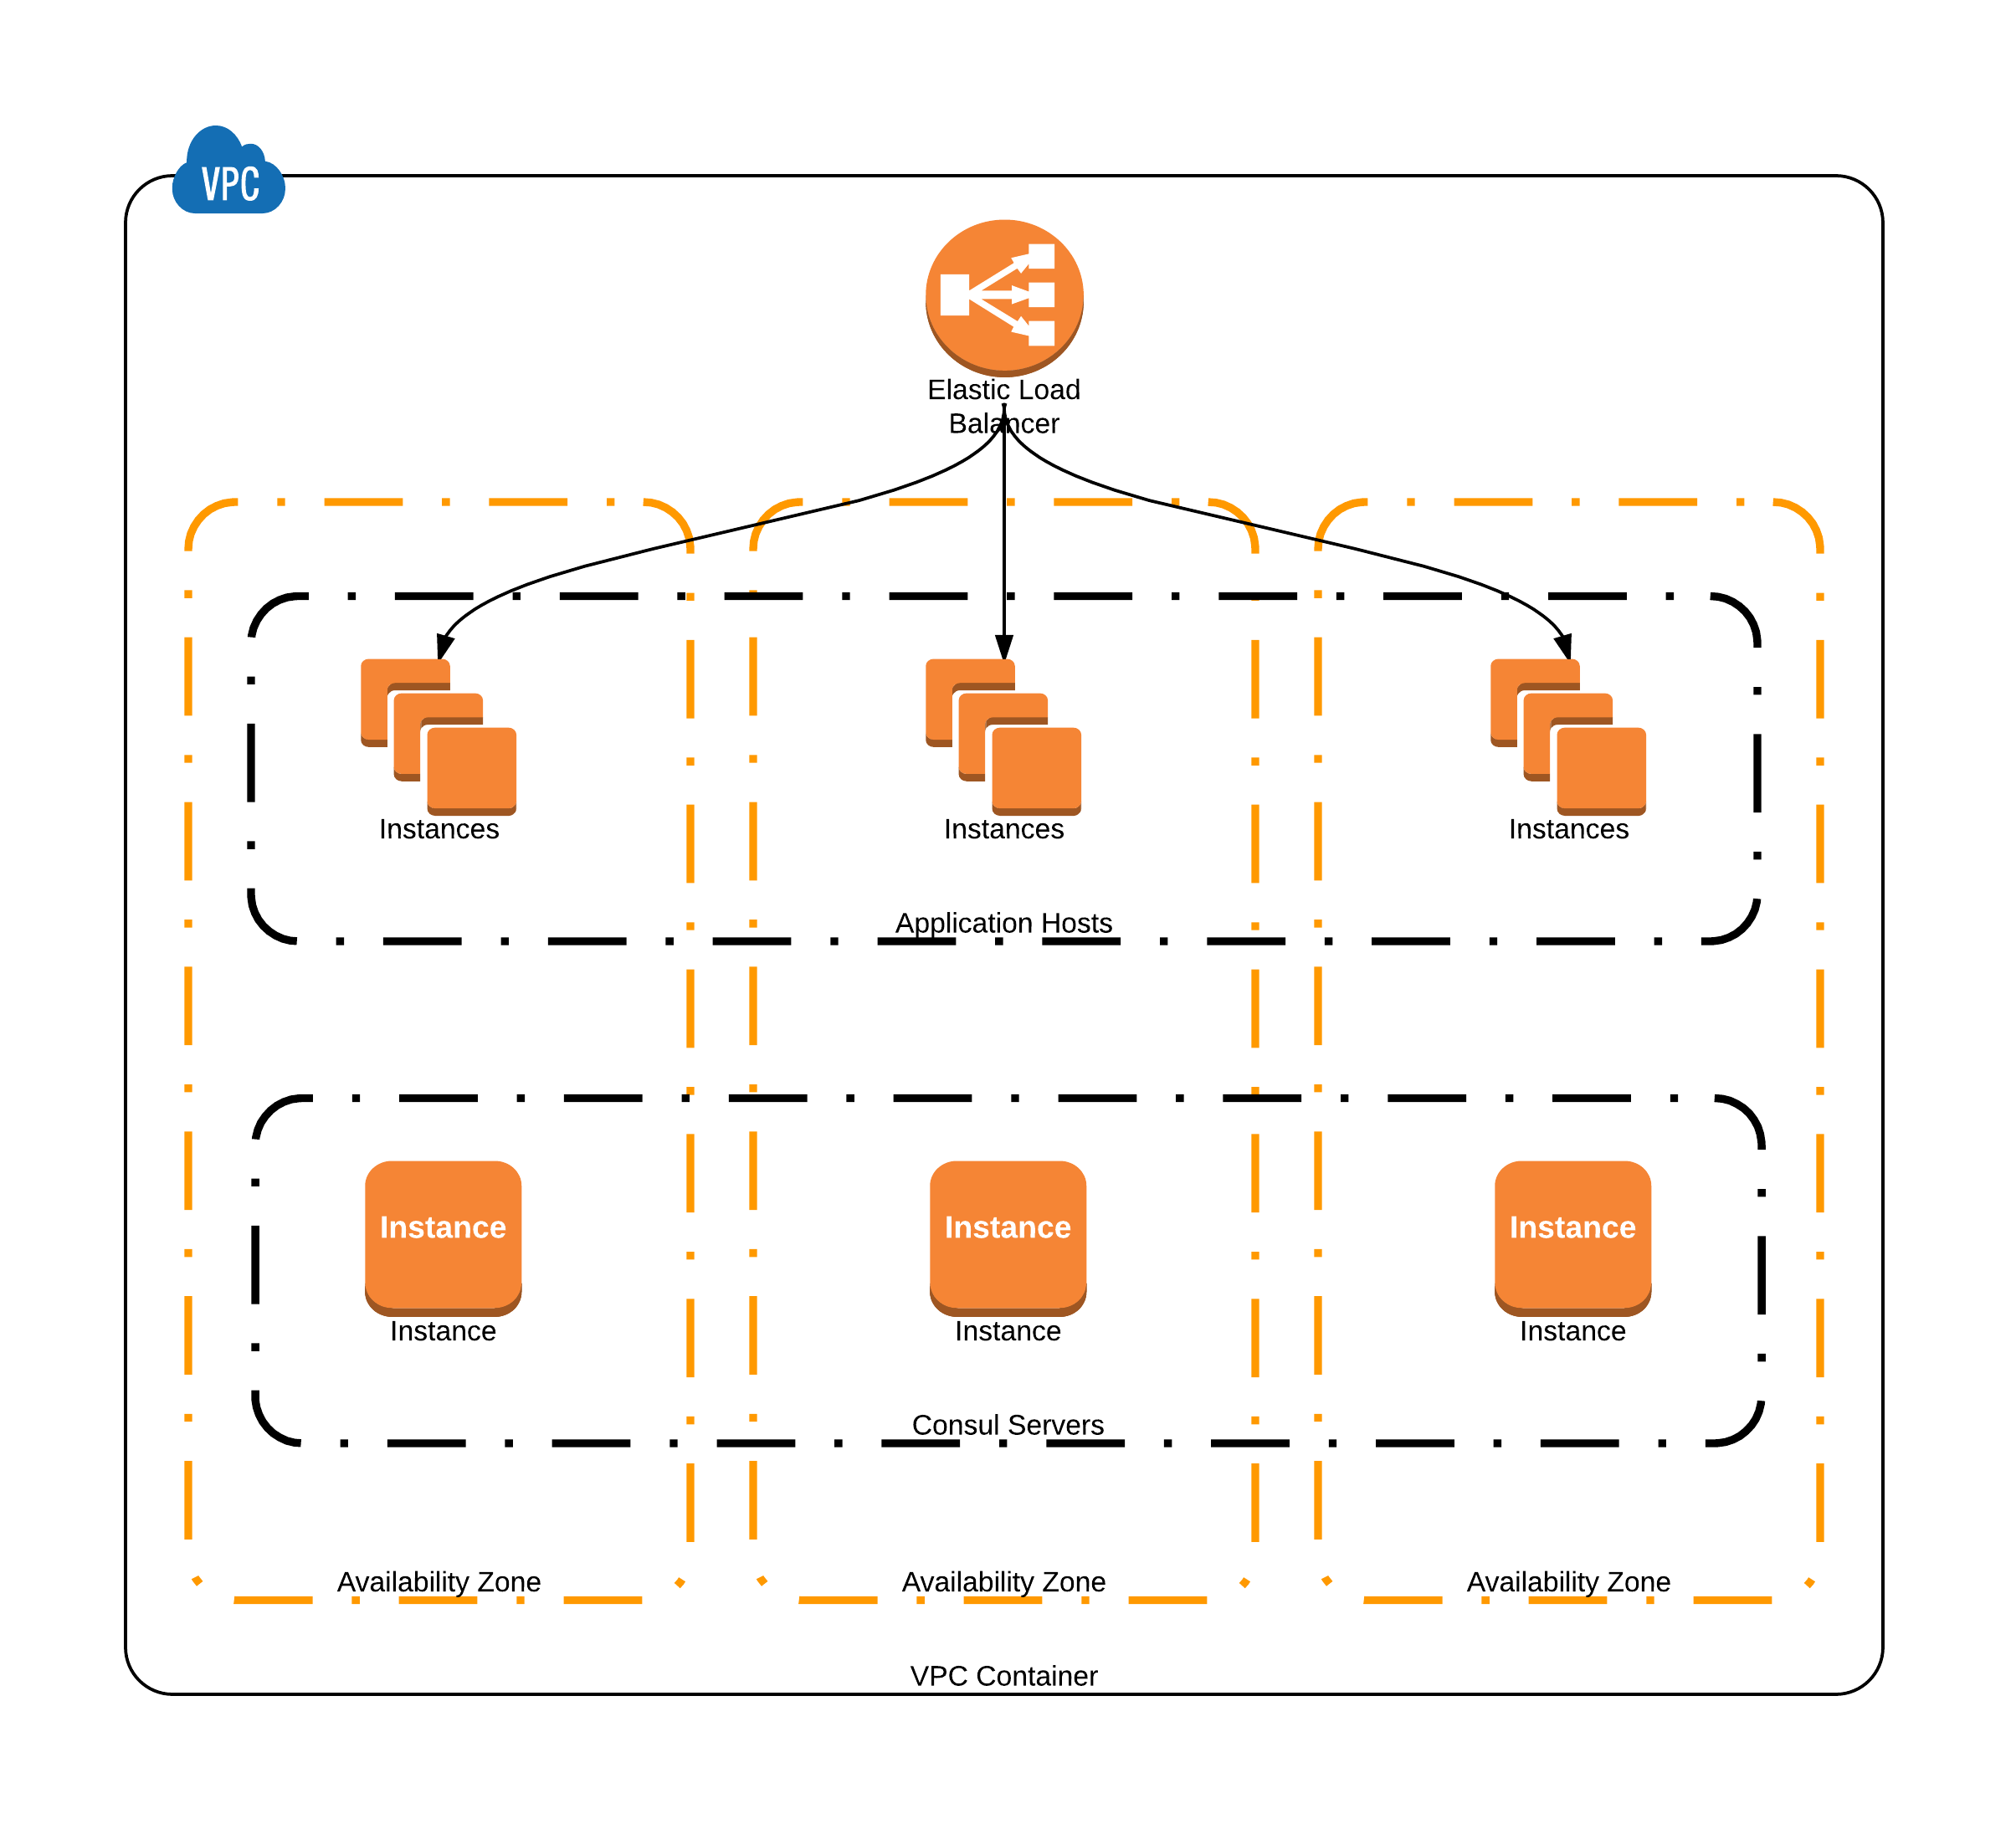 VPC
Elastic Load
Balancer
Instances
Instances
Instances
Application Hosts
Instance
Instance
Instance
Instance
Instance
Instance
Consul Servers
Availability Zone
Availability Zone
Availability Zone
VPC Container